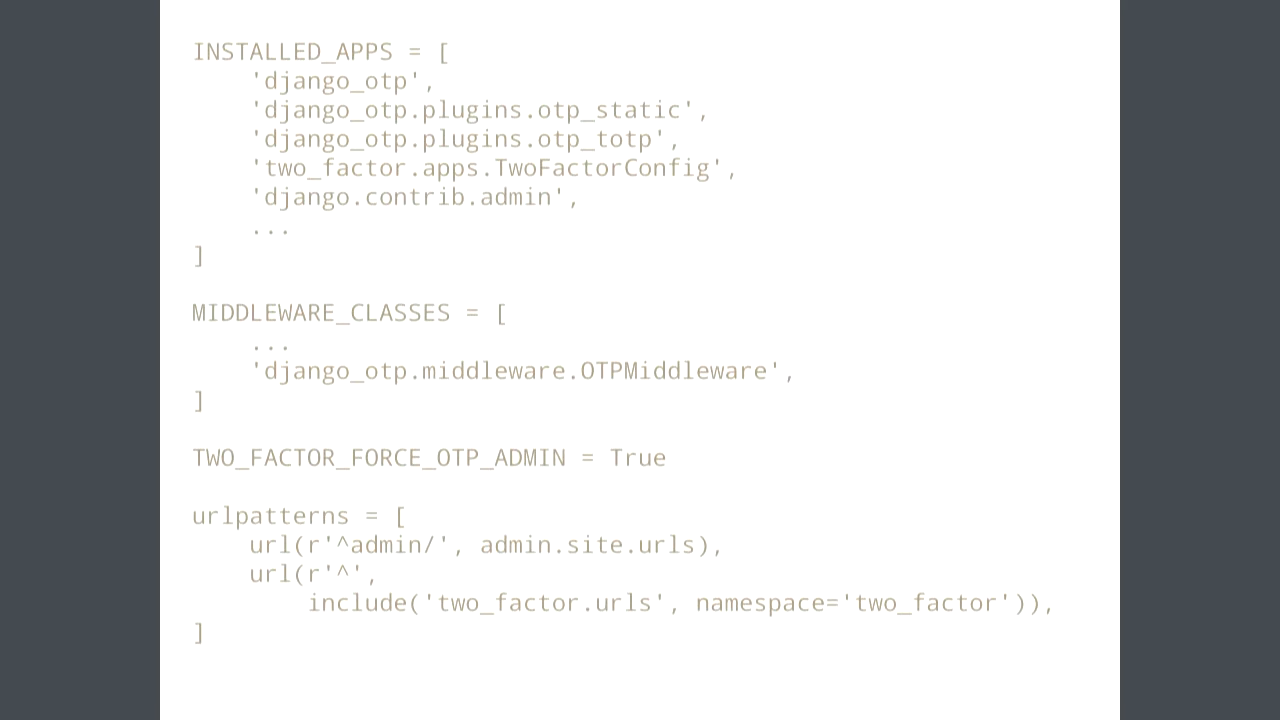 INSTALLED_APPS = [
    'django_otp',
    'django_otp.plugins.otp_static',
    'django_otp.plugins.otp_totp',
    'two_factor.apps.TwoFactorConfig',
    'django.contrib.admin',
    ...
]

MIDDLEWARE_CLASSES = [
    ...
    'django_otp.middleware.OTPMiddleware',
]

TWO_FACTOR_FORCE_OTP_ADMIN = True

urlpatterns = [
    url(r'^admin/', admin.site.urls),
    url(r'^',
        include('two_factor.urls', namespace='two_factor')),
]